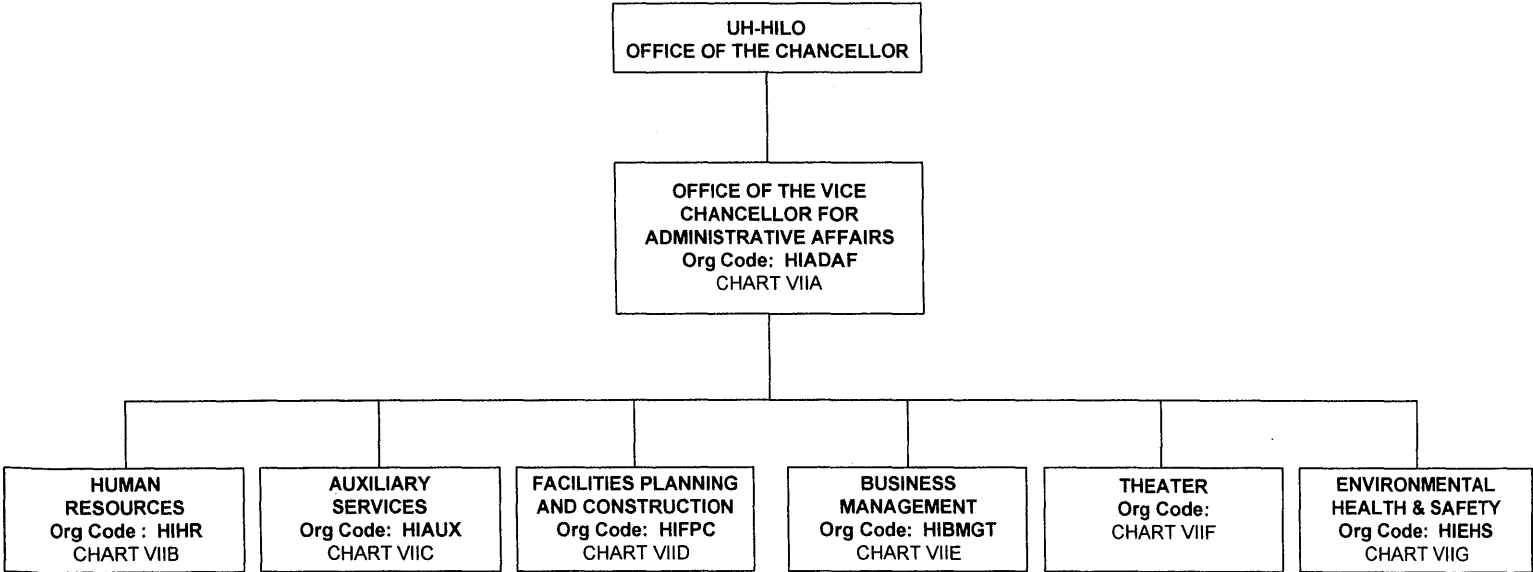 UH-HILO
OFFICE OF THE CHANCELLOR
OFFICE OF THE VICE
CHANCELLOR FOR
ADMINISTRATIVE AFFAIRS
Org Code: HIADAF
CHART VIIA
HUMAN
RESOURCES
Org Code : HIHR
CHART VIIB
AUXILIARY
SERVICES
Org Code: HIAUX
CHART VIIC
FACILITIES PLANNING
AND CONSTRUCTION
Org Code: HIFPC
CHART VIID
BUSINESS
MANAGEMENT
Org Code: HIBMGT
CHART VIIE
THEATER
Org Code:
CHART VIIF
ENVIRONMENTAL
HEALTH & SAFETY
Org Code: HIEHS
CHART VIIG